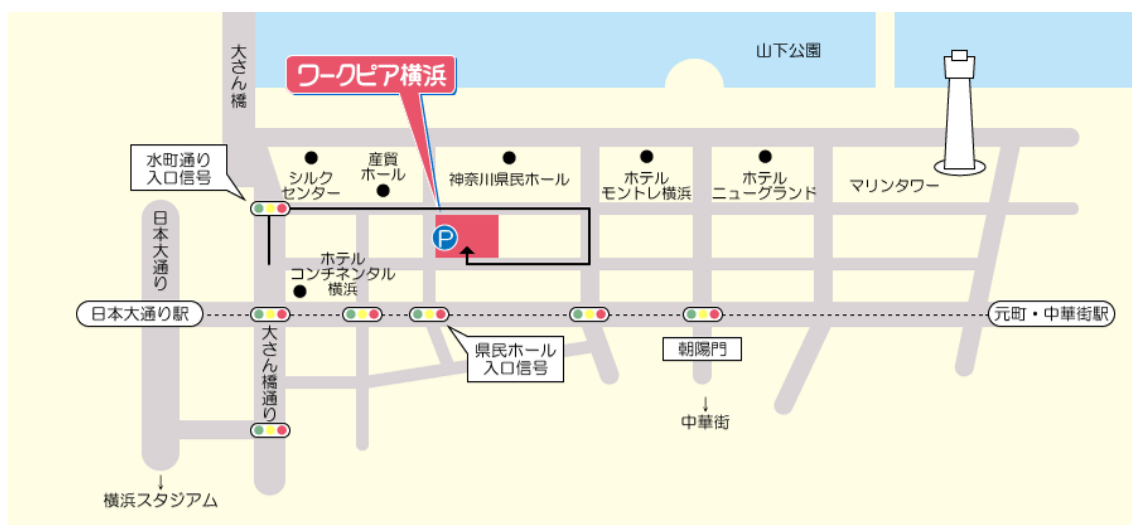 山下公園
大さん橋
ワークピア横浜
水町通り
入口信号
シルク
センター
産貿
ホール
神奈川県民ホール
ホテル
モントレ横浜
ホテル
ニューグランド
マリンタワー
日本大通り
P
ホテル
コンチネンタル
横浜
日本大通り駅
元町・中華街駅
大さん橋通り
県民ホール
入口信号
朝陽門
↓
中華街
↓
横浜スタジアム